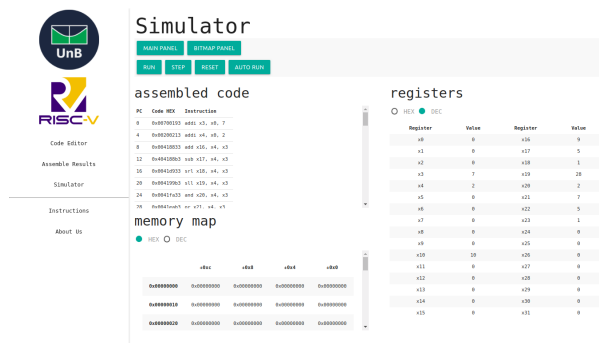 UnB
RISC-V
Code Editor
Assemble Results
Simulator
Instructions
About Us
Simulator
MAIN PANEL BITMAP PANEL
RUN STEP RESET AUTO RUN
assembled code
PC Code HEX Instruction
0 0x00700193 addi x3, x0, 7
4 0x00200213 addi x4, x0, 2
8 0x00418833 add x16, x4, x3
12 0x404188b3 sub x17, x4, x3
16 0x0041d933 srl x18, x4, x3
20 0x004199b3 sll x19, x4, x3
24 0x0041fa33 and x20, x4, x3
28 0x0041eab3 or x21, x4, x3
memory map
HEX DEC
+0xc +0x8 +0x4 +0x0
0x00000000 0x00000000 0x00000000 0x00000000 0x00000000
0x00000010 0x00000000 0x00000000 0x00000000 0x00000000
0x00000020 0x00000000 0x00000000 0x00000000 0x00000000
registers
HEX DEC
Register Value Register Value
x0 0 x16 9
x1 0 x17 5
x2 0 x18 1
x3 7 x19 28
x4 2 x20 2
x5 0 x21 7
x6 0 x22 5
x7 0 x23 1
x8 0 x24 0
x9 0 x25 0
x10 10 x26 0
x11 0 x27 0
x12 0 x28 0
x13 0 x29 0
x14 0 x30 0
x15 0 x31 0